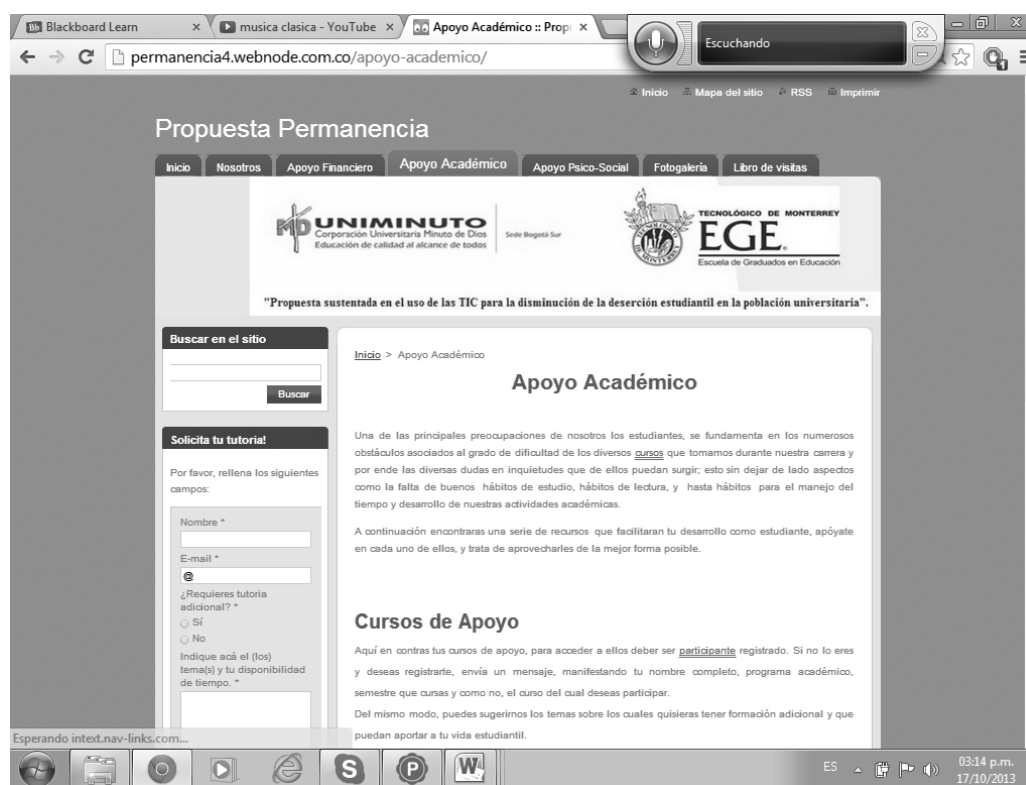 Blackboard Learn
musica clasica - YouTube
Apoyo Académico :: Prop
Escuchando
permanencia4.webnode.com.co/apoyo-academico/
Inicio Mapa del sitio RSS Imprimir
Propuesta Permanencia
Inicio Nosotros Apoyo Financiero Apoyo Académico Apoyo Psico-Social Fotogalería Libro de visitas
MD UNIMINUTO
Corporación Universitaria Minuto de Dios
Educación de calidad al alcance de todos
Sede Bogotá Sur
TECNOLÓGICO DE MONTERREY
EGE.
Escuela de Graduados en Educación
"Propuesta sustentada en el uso de las TIC para la disminución de la deserción estudiantil en la población universitaria".
Buscar en el sitio
Buscar
Solicita tu tutoria!
Por favor, rellena los siguientes
campos:
Nombre *
E-mail *
@
¿Requieres tutoria
adicional? *
Sí
No
Indique acá el (los)
tema(s) y tu disponibilidad
de tiempo. *
Inicio > Apoyo Académico
Apoyo Académico
Una de las principales preocupaciones de nosotros los estudiantes, se fundamenta en los numerosos
obstáculos asociados al grado de dificultad de los diversos cursos que tomamos durante nuestra carrera y
por ende las diversas dudas en inquietudes que de ellos puedan surgir; esto sin dejar de lado aspectos
como la falta de buenos hábitos de estudio, hábitos de lectura, y hasta hábitos para el manejo del
tiempo y desarrollo de nuestras actividades académicas.
A continuación encontraras una serie de recursos que facilitaran tu desarrollo como estudiante, apóyate
en cada uno de ellos, y trata de aprovecharles de la mejor forma posible.
Cursos de Apoyo
Aquí en contras tus cursos de apoyo, para acceder a ellos deber ser participante registrado. Si no lo eres
y deseas registrarte, envía un mensaje, manifestando tu nombre completo, programa académico,
semestre que cursas y como no, el curso del cual deseas participar.
Del mismo modo, puedes sugerirnos los temas sobre los cuales quisieras tener formación adicional y que
puedan aportar a tu vida estudiantil.
Esperando intext.nav-links.com...
ES
03:14 p.m.
17/10/2013